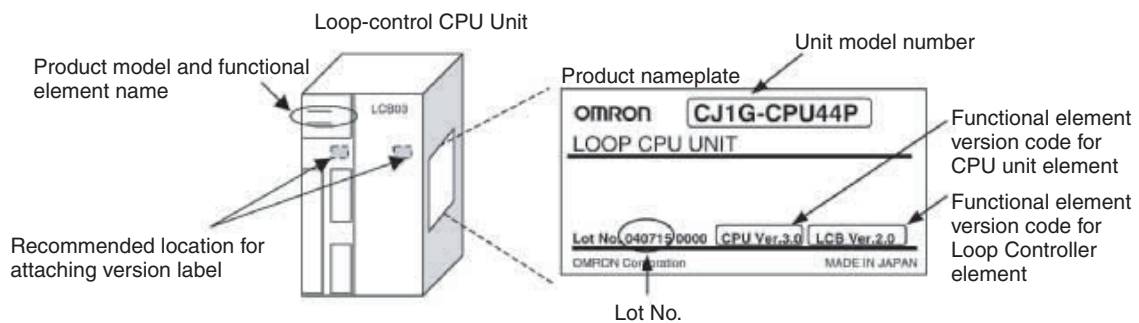 Loop-control CPU Unit
Product model and functional
element name
LCB03
Recommended location for
attaching version label
Product nameplate
Unit model number
OMRON
CJ1G-CPU44P
LOOP CPU UNIT
Lot No. 040715 0000 CPU Ver.3.0 LCB Ver.2.0
OMRON Corporation MADE IN JAPAN
Lot No.
Functional element
version code for
CPU unit element
Functional element
version code for
Loop Controller
element